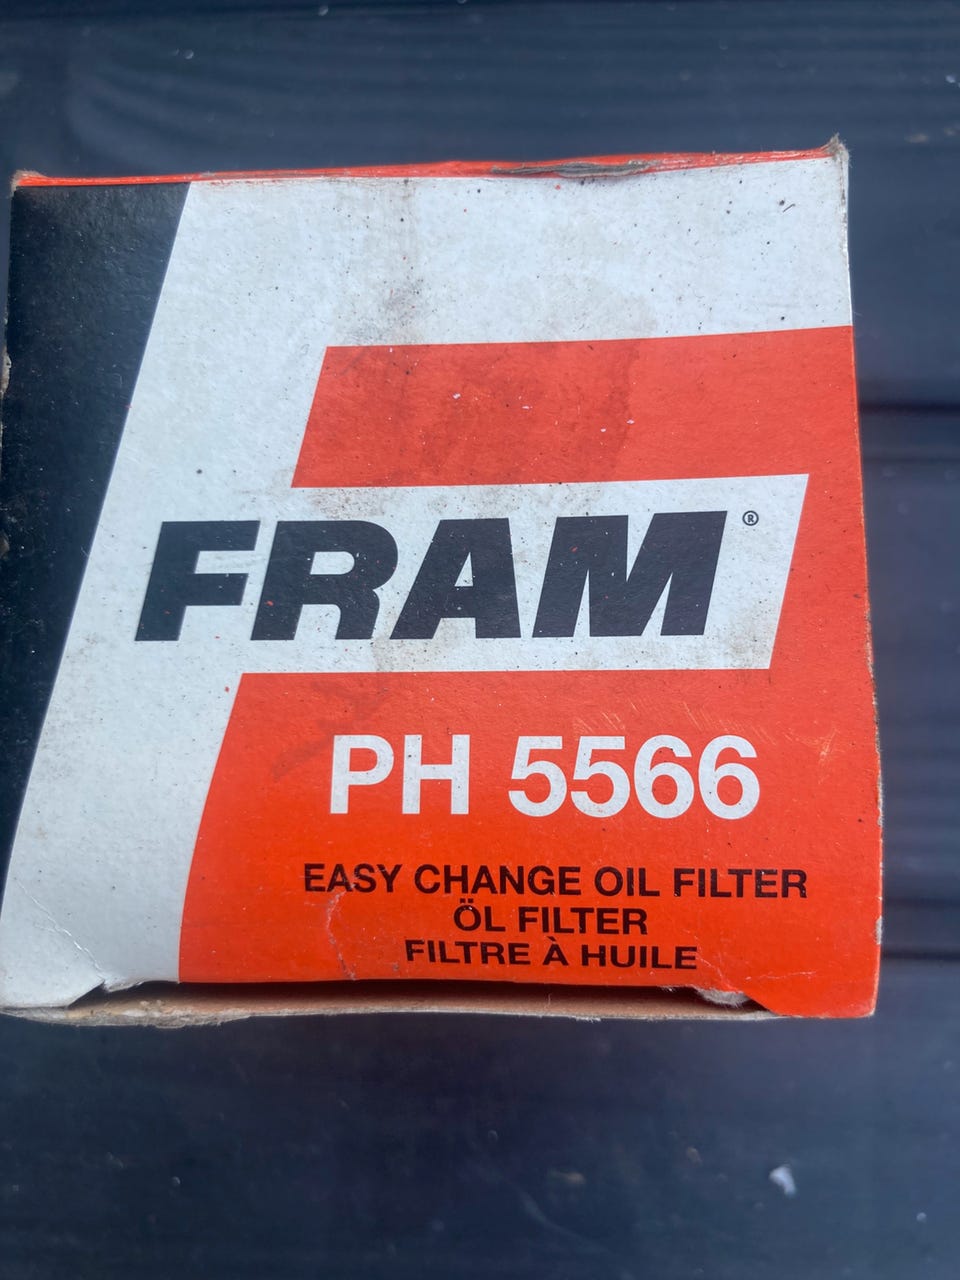 FRAM®
PH 5566
EASY CHANGE OIL FILTER
ÖL FILTER
FILTRE À HUILE